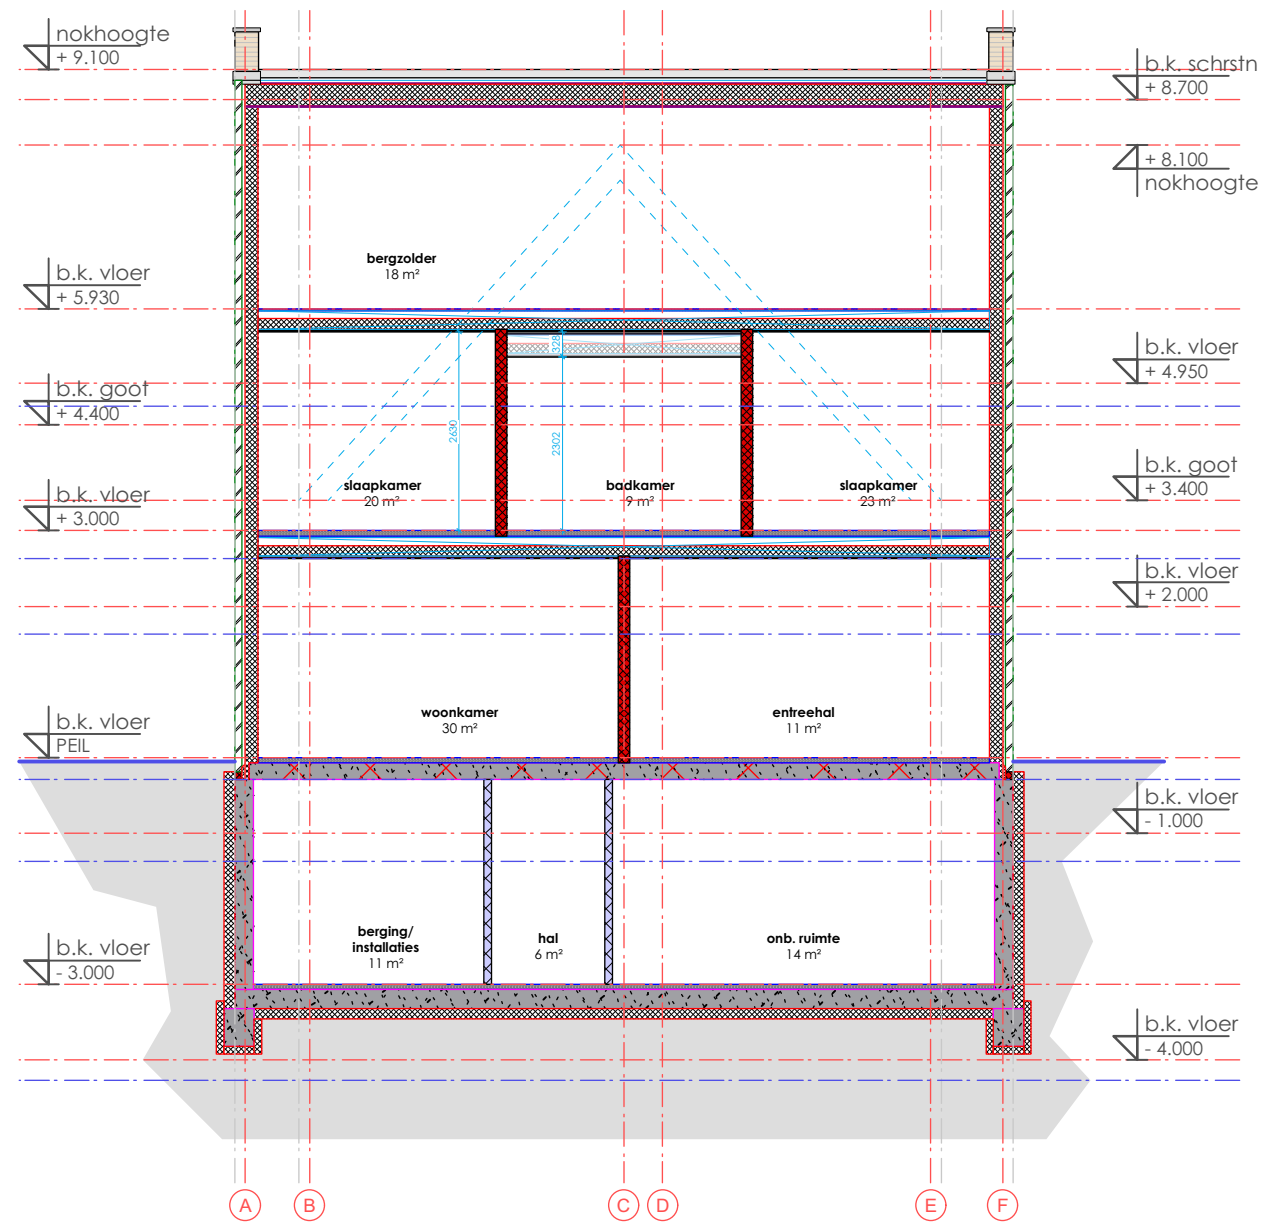 nokhoogte
+ 9.100
b.k. schrstn
+ 8.700
+ 8.100
nokhoogte
bergzolder
18 m²
b.k. vloer
+ 5.930
b.k. vloer
+ 4.950
b.k. goot
+ 4.400
328
2630
2302
b.k. goot
+ 3.400
slaapkamer
20 m²
badkamer
9 m²
slaapkamer
23 m²
b.k. vloer
+ 3.000
b.k. vloer
+ 2.000
woonkamer
30 m²
entreehal
11 m²
b.k. vloer
PEIL
b.k. vloer
- 1.000
berging/
installaties
11 m²
hal
6 m²
onb. ruimte
14 m²
b.k. vloer
- 3.000
b.k. vloer
- 4.000
A B C D E F